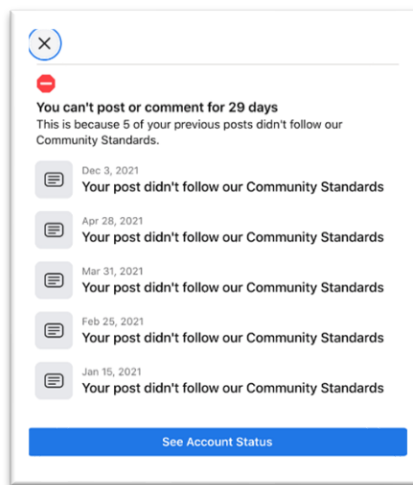 You can't post or comment for 29 days
This is because 5 of your previous posts didn't follow our
Community Standards.
Dec 3, 2021
Your post didn't follow our Community Standards
Apr 28, 2021
Your post didn't follow our Community Standards
Mar 31, 2021
Your post didn't follow our Community Standards
Feb 25, 2021
Your post didn't follow our Community Standards
Jan 15, 2021
Your post didn't follow our Community Standards
See Account Status